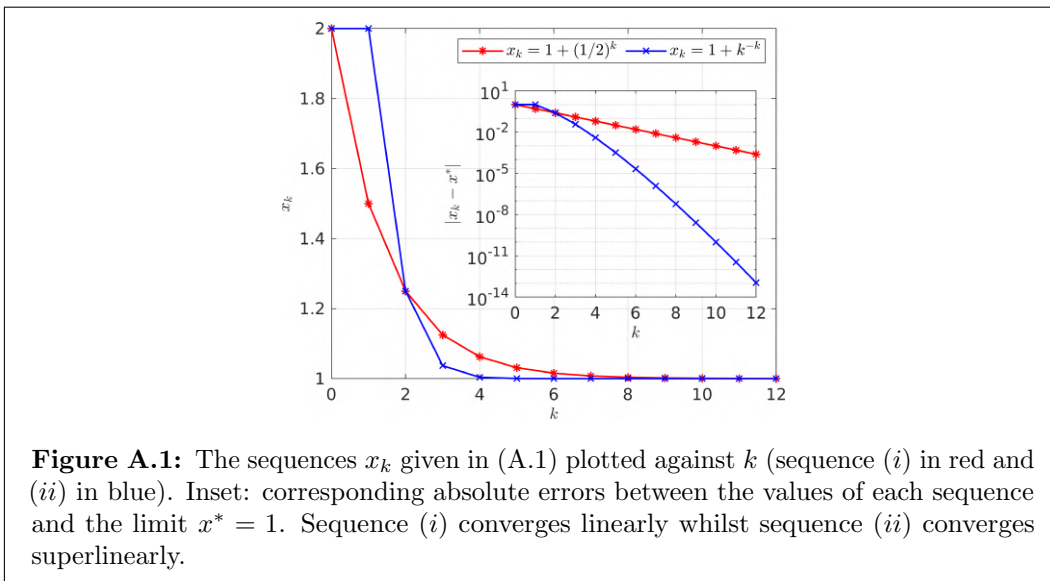 2
1.8
1.6
1.4
1.2
1
x_k
0 2 4 6 8 10 12
k
x_k = 1 + (1/2)^k x_k = 1 + k^{-k}
10^1
10^{-2}
10^{-5}
10^{-8}
10^{-11}
10^{-14}
|x_k − x*|
0 2 4 6 8 10 12
k
Figure A.1: The sequences x_k given in (A.1) plotted against k (sequence (i) in red and
(ii) in blue). Inset: corresponding absolute errors between the values of each sequence
and the limit x* = 1. Sequence (i) converges linearly whilst sequence (ii) converges
superlinearly.